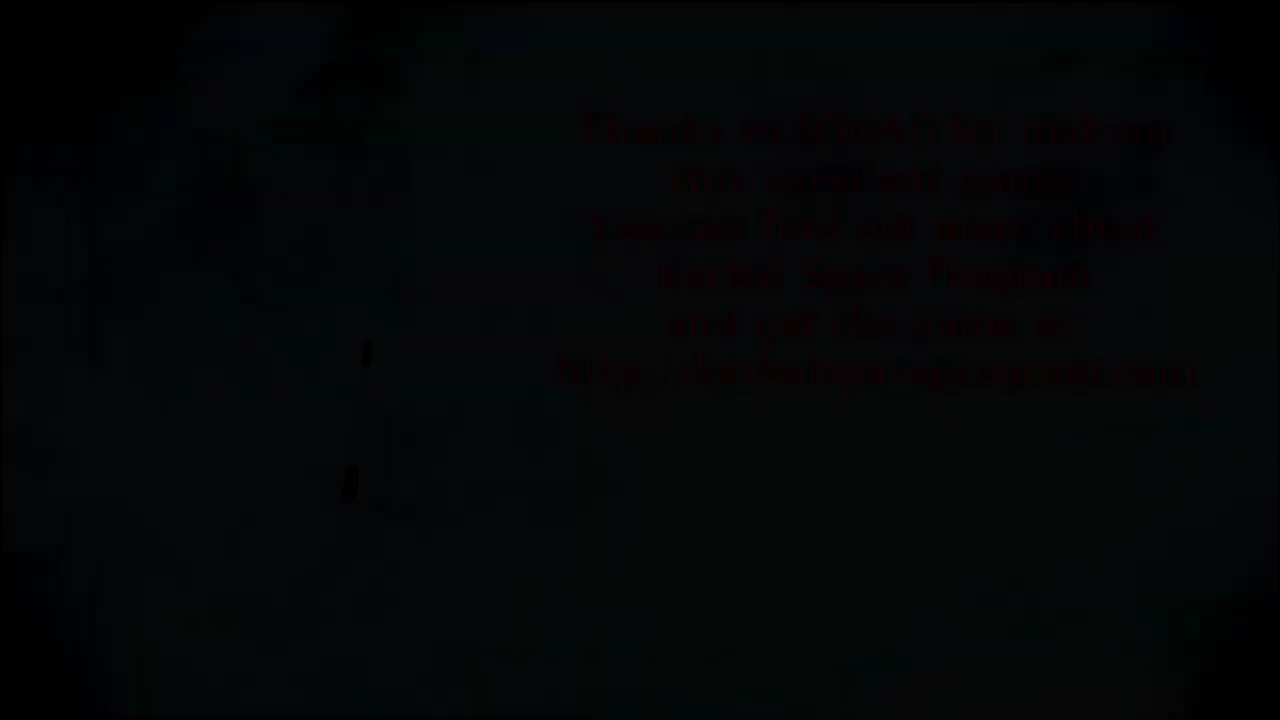 Thanks to for making
this excellent game
You can find out more about
Kerbal Space Program
and get the game at
http://kerbalspaceprogram.com